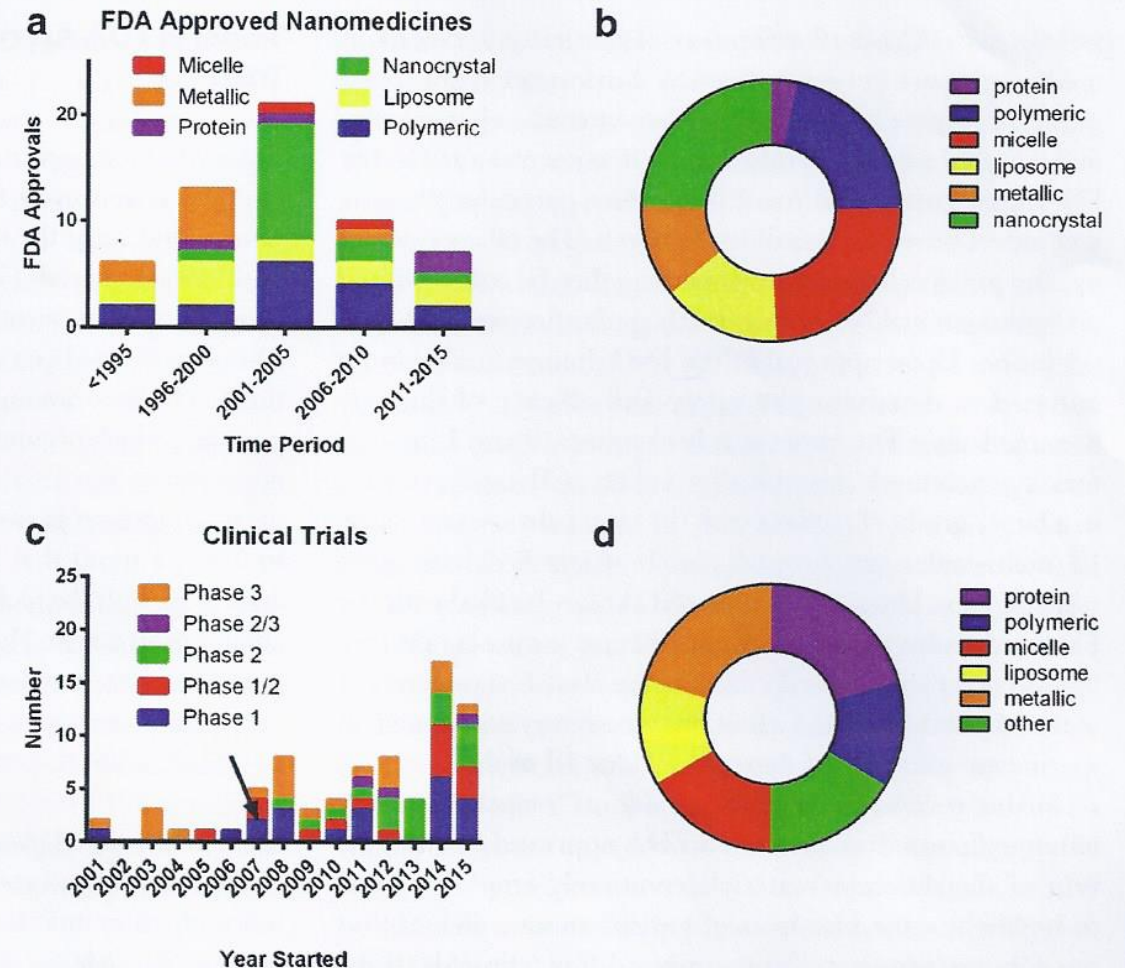 a
FDA Approved Nanomedicines
Micelle
Metallic
Protein
Nanocrystal
Liposome
Polymeric
FDA Approvals
20
10
0
<1995
1996-2000
2001-2005
2006-2010
2011-2015
Time Period
b
protein
polymeric
micelle
liposome
metallic
nanocrystal
c
Clinical Trials
Phase 3
Phase 2/3
Phase 2
Phase 1/2
Phase 1
Number
25
20
15
10
5
0
2001
2002
2003
2004
2005
2006
2007
2008
2009
2010
2011
2012
2013
2014
2015
Year Started
d
protein
polymeric
micelle
liposome
metallic
other